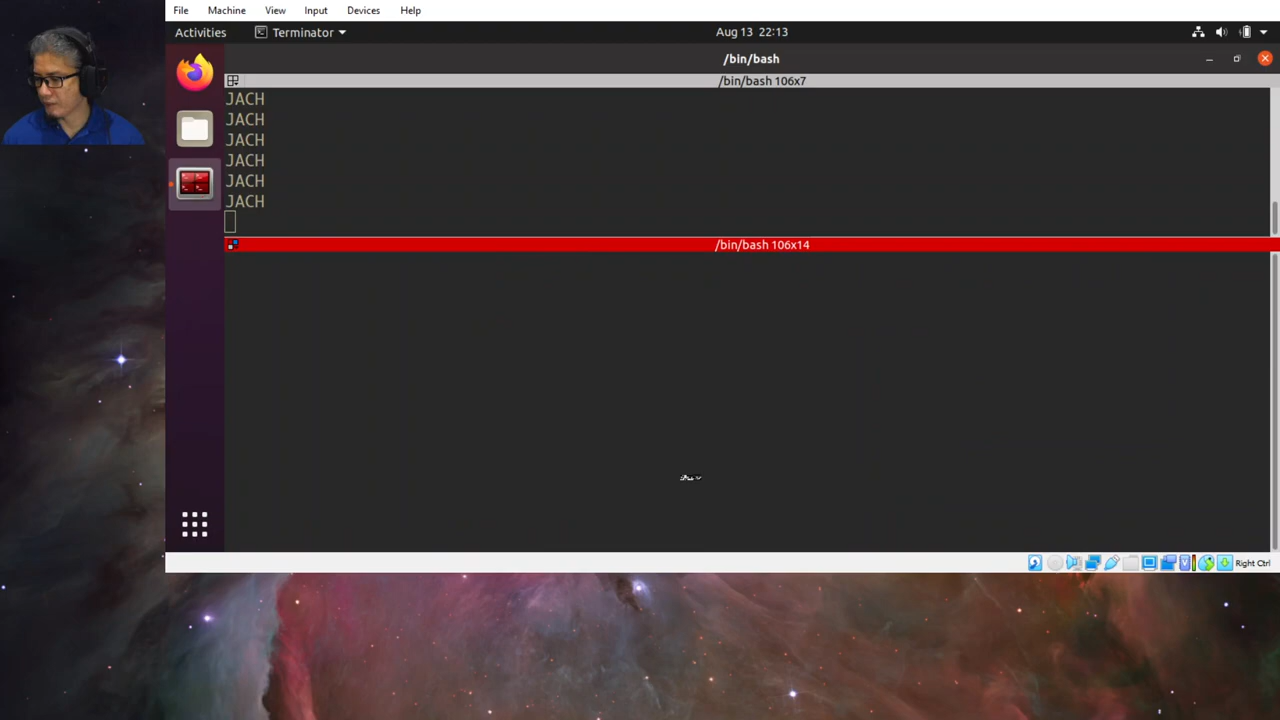 File Machine View Input Devices Help
Activities Terminator Aug 13 22:13
/bin/bash
/bin/bash 106x7
JACH
JACH
JACH
JACH
JACH
JACH
/bin/bash 106x14
Right Ctrl